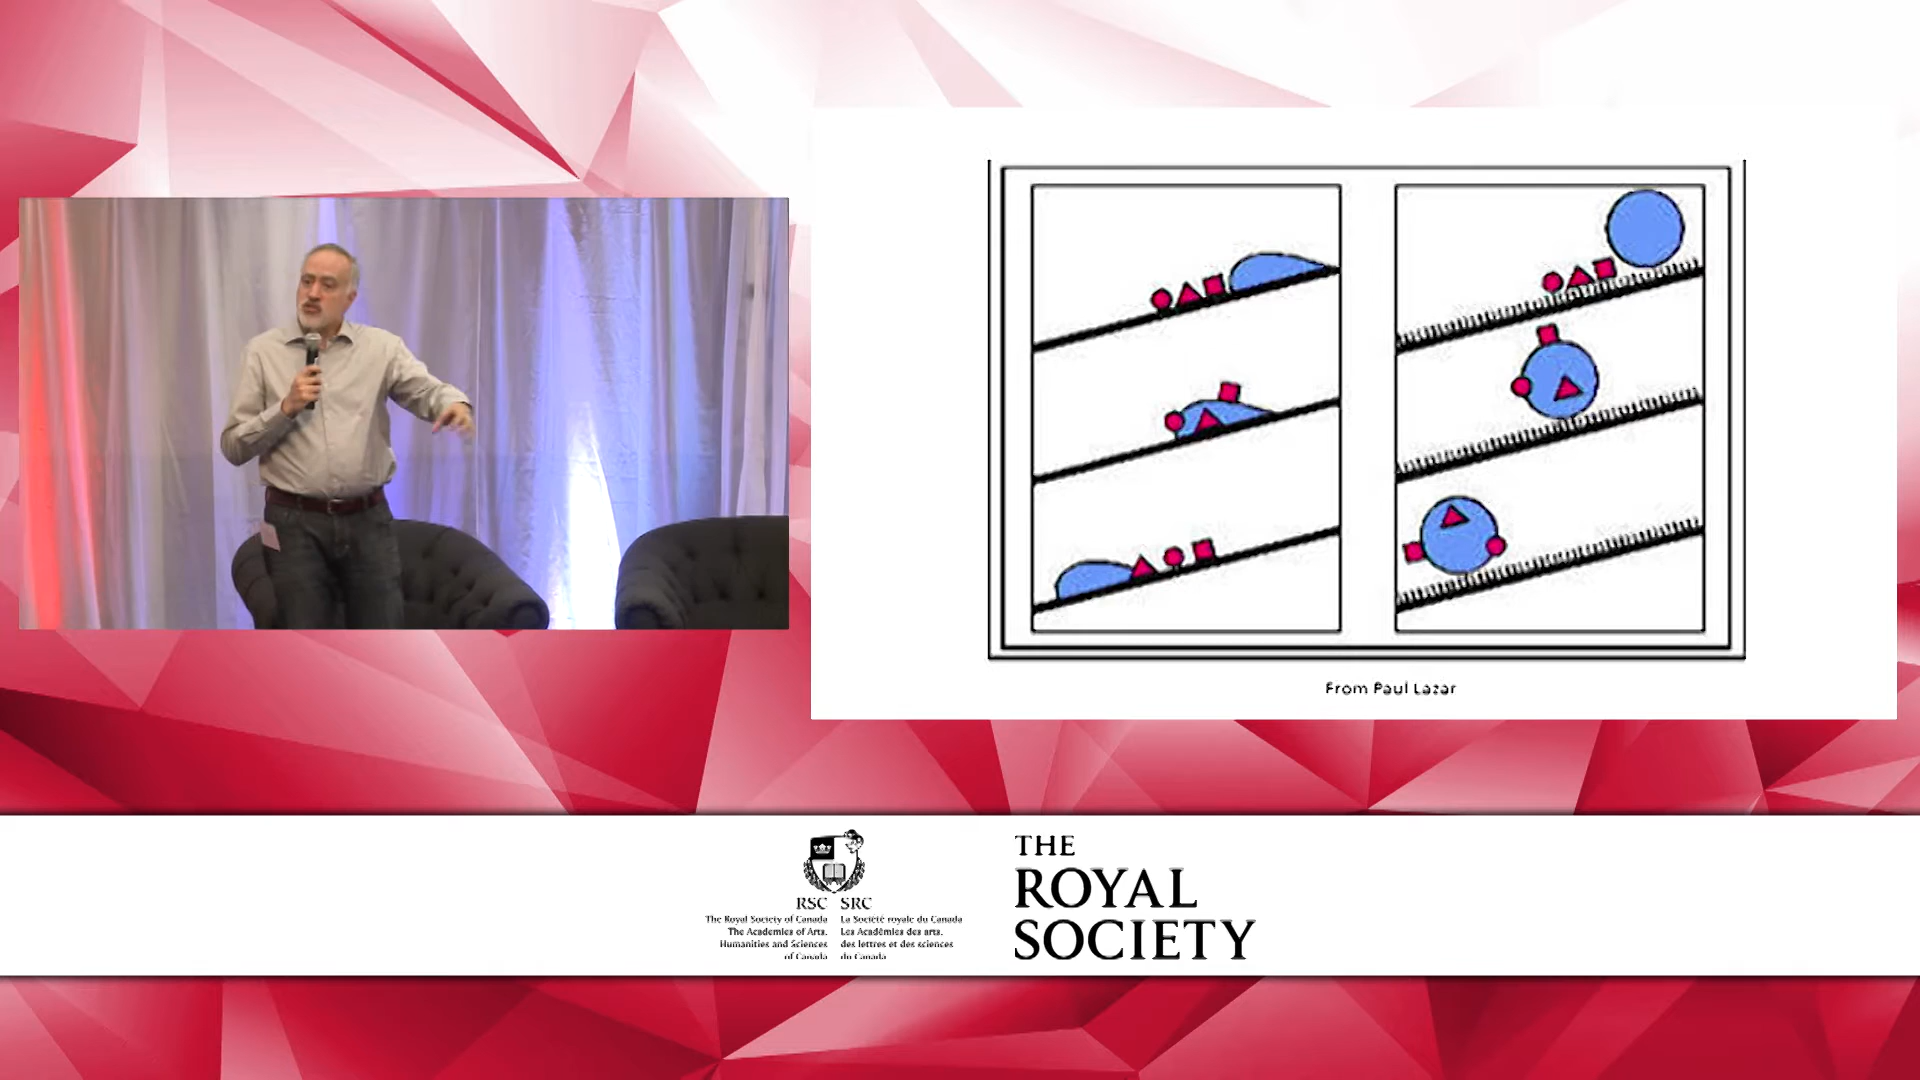 From Paul Lazar
RSC SRC
The Royal Society of Canada
The Academies of Arts,
Humanities and Sciences
of Canada
La Société royale du Canada
Les Académies des arts,
des lettres et des sciences
du Canada
THE
ROYAL
SOCIETY